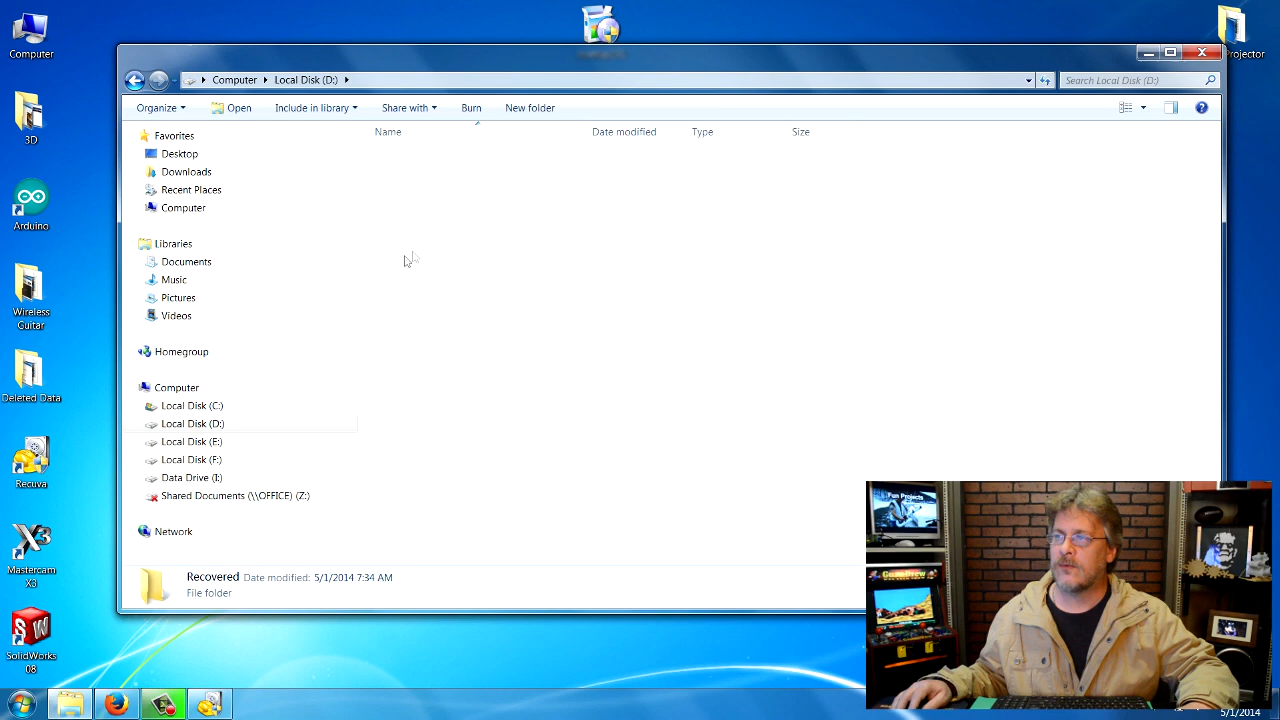 Computer
Projector
Computer
Local Disk (D:)
Search Local Disk (D:)
Organize
Open
Include in library
Share with
Burn
New folder
Name
Date modified
Type
Size
Favorites
Desktop
Downloads
Recent Places
Computer
Libraries
Documents
Music
Pictures
Videos
Homegroup
Computer
Local Disk (C:)
Local Disk (D:)
Local Disk (E:)
Local Disk (F:)
Data Drive (I:)
Shared Documents (\\OFFICE) (Z:)
Network
Recovered
Date modified: 5/1/2014 7:34 AM
File folder
3D
Arduino
Wireless
Guitar
Deleted Data
Recuva
Mastercam
X3
SolidWorks
08
Fun Projects
5/1/2014